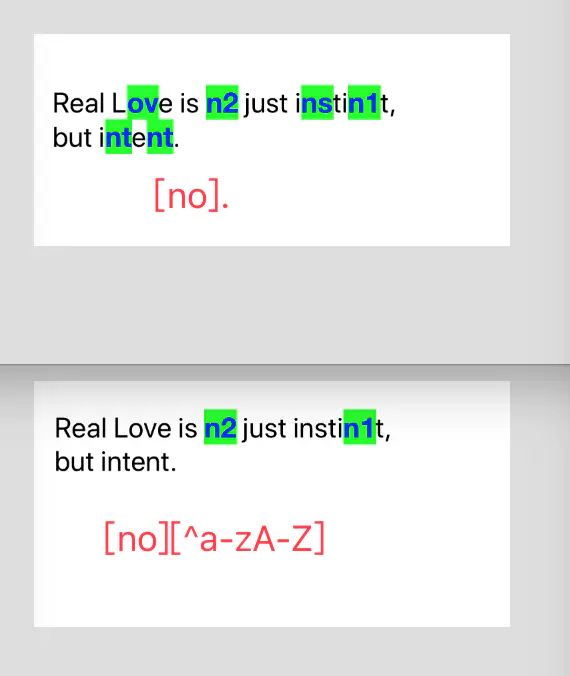 Real Love is n2 just instin1t,
but intent.
[no].
Real Love is n2 just instin1t,
but intent.
[no][^a-zA-Z]